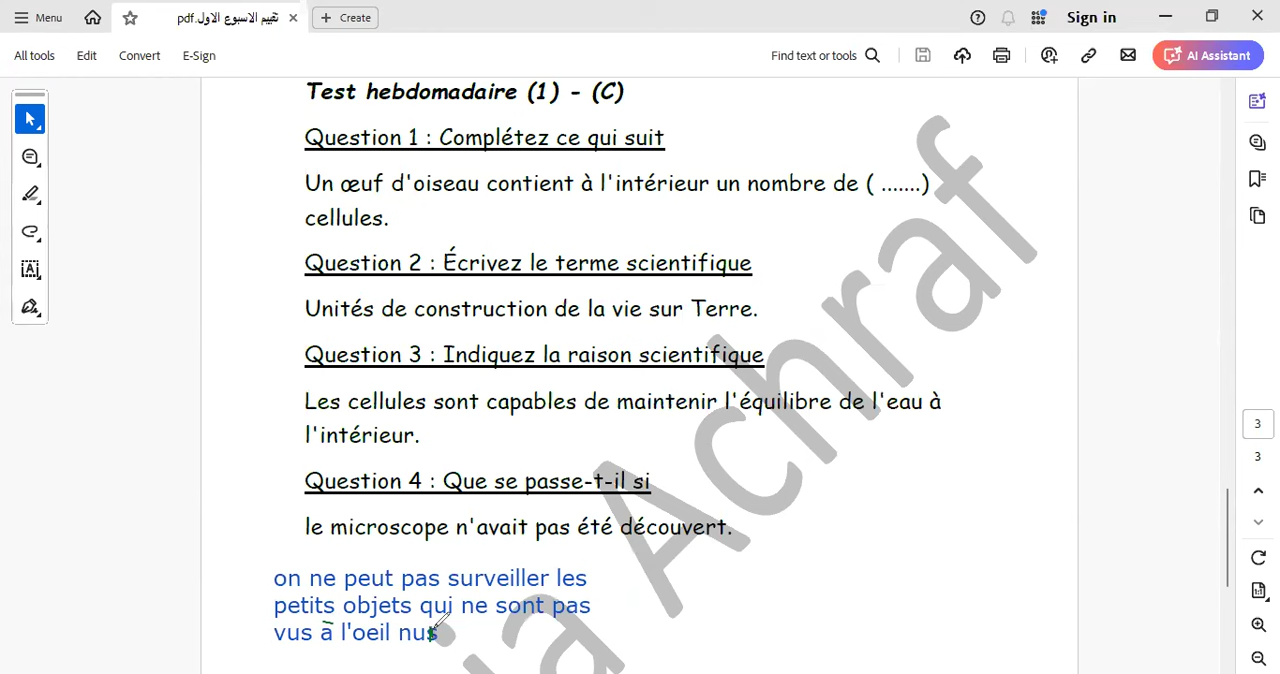 Menu
تقييم الاسبوع الاول.pdf
Create
Sign in
All tools
Edit
Convert
E-Sign
Find text or tools
AI Assistant
Test hebdomadaire (1) - (C)
Question 1 : Complétez ce qui suit
Un œuf d'oiseau contient à l'intérieur un nombre de ( .......)
cellules.
Question 2 : Écrivez le terme scientifique
Unités de construction de la vie sur Terre.
Question 3 : Indiquez la raison scientifique
Les cellules sont capables de maintenir l'équilibre de l'eau à
l'intérieur.
Question 4 : Que se passe-t-il si
le microscope n'avait pas été découvert.
on ne peut pas surveiller les
petits objets qui ne sont pas
vus a l'oeil nus
3
3
Achraf